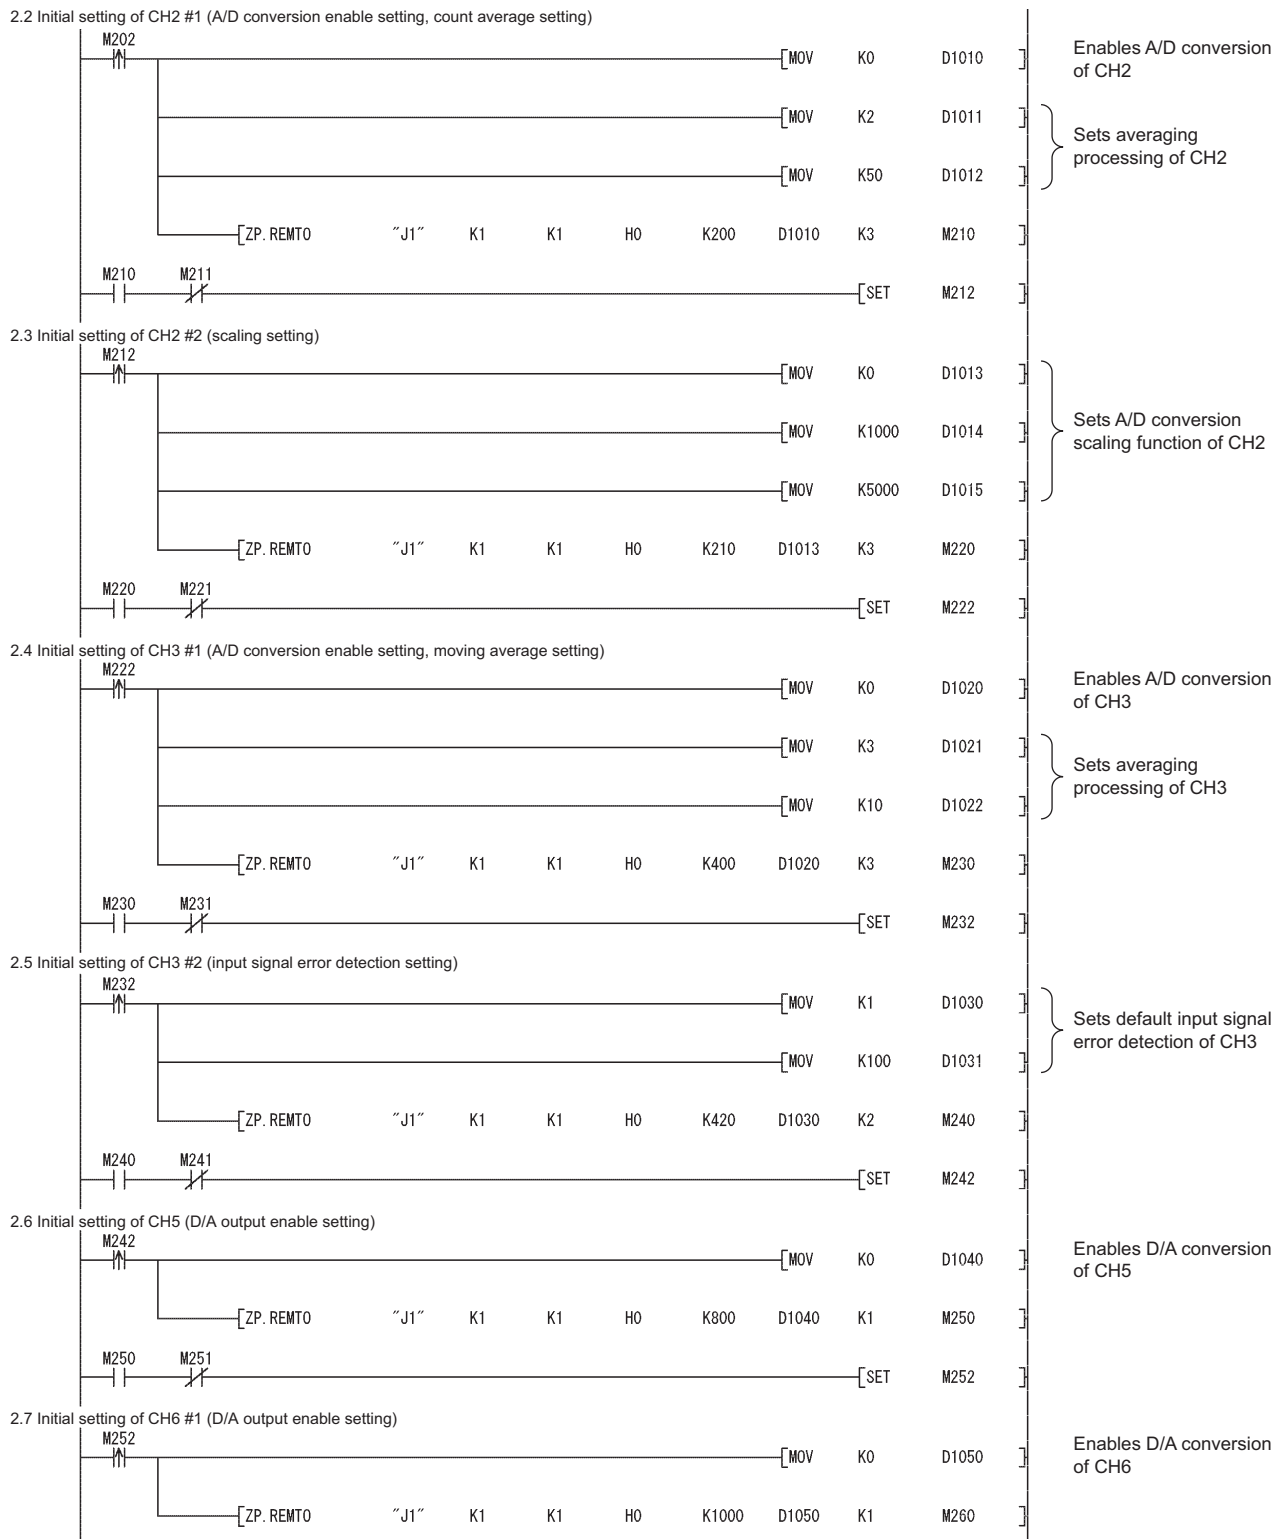 2.2 Initial setting of CH2 #1 (A/D conversion enable setting, count average setting)
M202
[MOV K0 D1010 ]
Enables A/D conversion
of CH2
[MOV K2 D1011 ]
Sets averaging
processing of CH2
[MOV K50 D1012 ]
[ZP.REMTO "J1" K1 K1 H0 K200 D1010 K3 M210 ]
M210 M211
[SET M212 ]
2.3 Initial setting of CH2 #2 (scaling setting)
M212
[MOV K0 D1013 ]
[MOV K1000 D1014 ]
Sets A/D conversion
scaling function of CH2
[MOV K5000 D1015 ]
[ZP.REMTO "J1" K1 K1 H0 K210 D1013 K3 M220 ]
M220 M221
[SET M222 ]
2.4 Initial setting of CH3 #1 (A/D conversion enable setting, moving average setting)
M222
[MOV K0 D1020 ]
Enables A/D conversion
of CH3
[MOV K3 D1021 ]
Sets averaging
processing of CH3
[MOV K10 D1022 ]
[ZP.REMTO "J1" K1 K1 H0 K400 D1020 K3 M230 ]
M230 M231
[SET M232 ]
2.5 Initial setting of CH3 #2 (input signal error detection setting)
M232
[MOV K1 D1030 ]
Sets default input signal
error detection of CH3
[MOV K100 D1031 ]
[ZP.REMTO "J1" K1 K1 H0 K420 D1030 K2 M240 ]
M240 M241
[SET M242 ]
2.6 Initial setting of CH5 (D/A output enable setting)
M242
[MOV K0 D1040 ]
Enables D/A conversion
of CH5
[ZP.REMTO "J1" K1 K1 H0 K800 D1040 K1 M250 ]
M250 M251
[SET M252 ]
2.7 Initial setting of CH6 #1 (D/A output enable setting)
M252
[MOV K0 D1050 ]
Enables D/A conversion
of CH6
[ZP.REMTO "J1" K1 K1 H0 K1000 D1050 K1 M260 ]